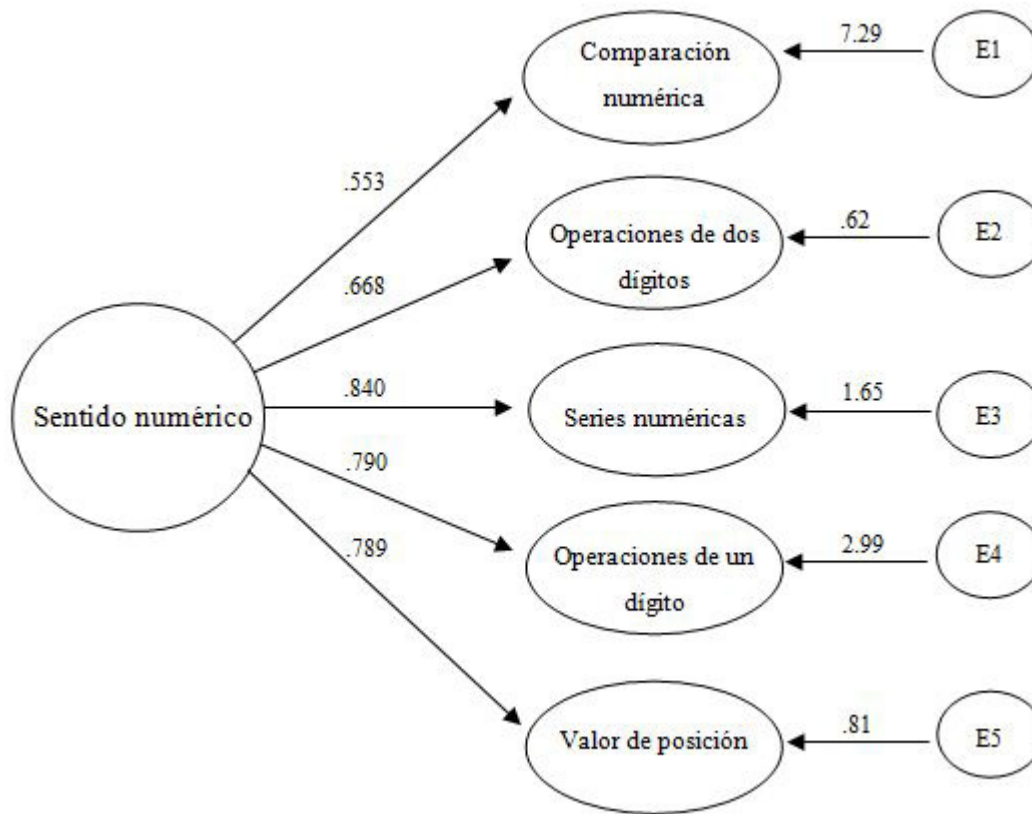 7.29
E1
Comparación
numérica
.553
.62
E2
Operaciones de dos
dígitos
.668
.840
1.65
E3
Sentido numérico
Series numéricas
.790
2.99
E4
Operaciones de un
dígito
.789
.81
E5
Valor de posición